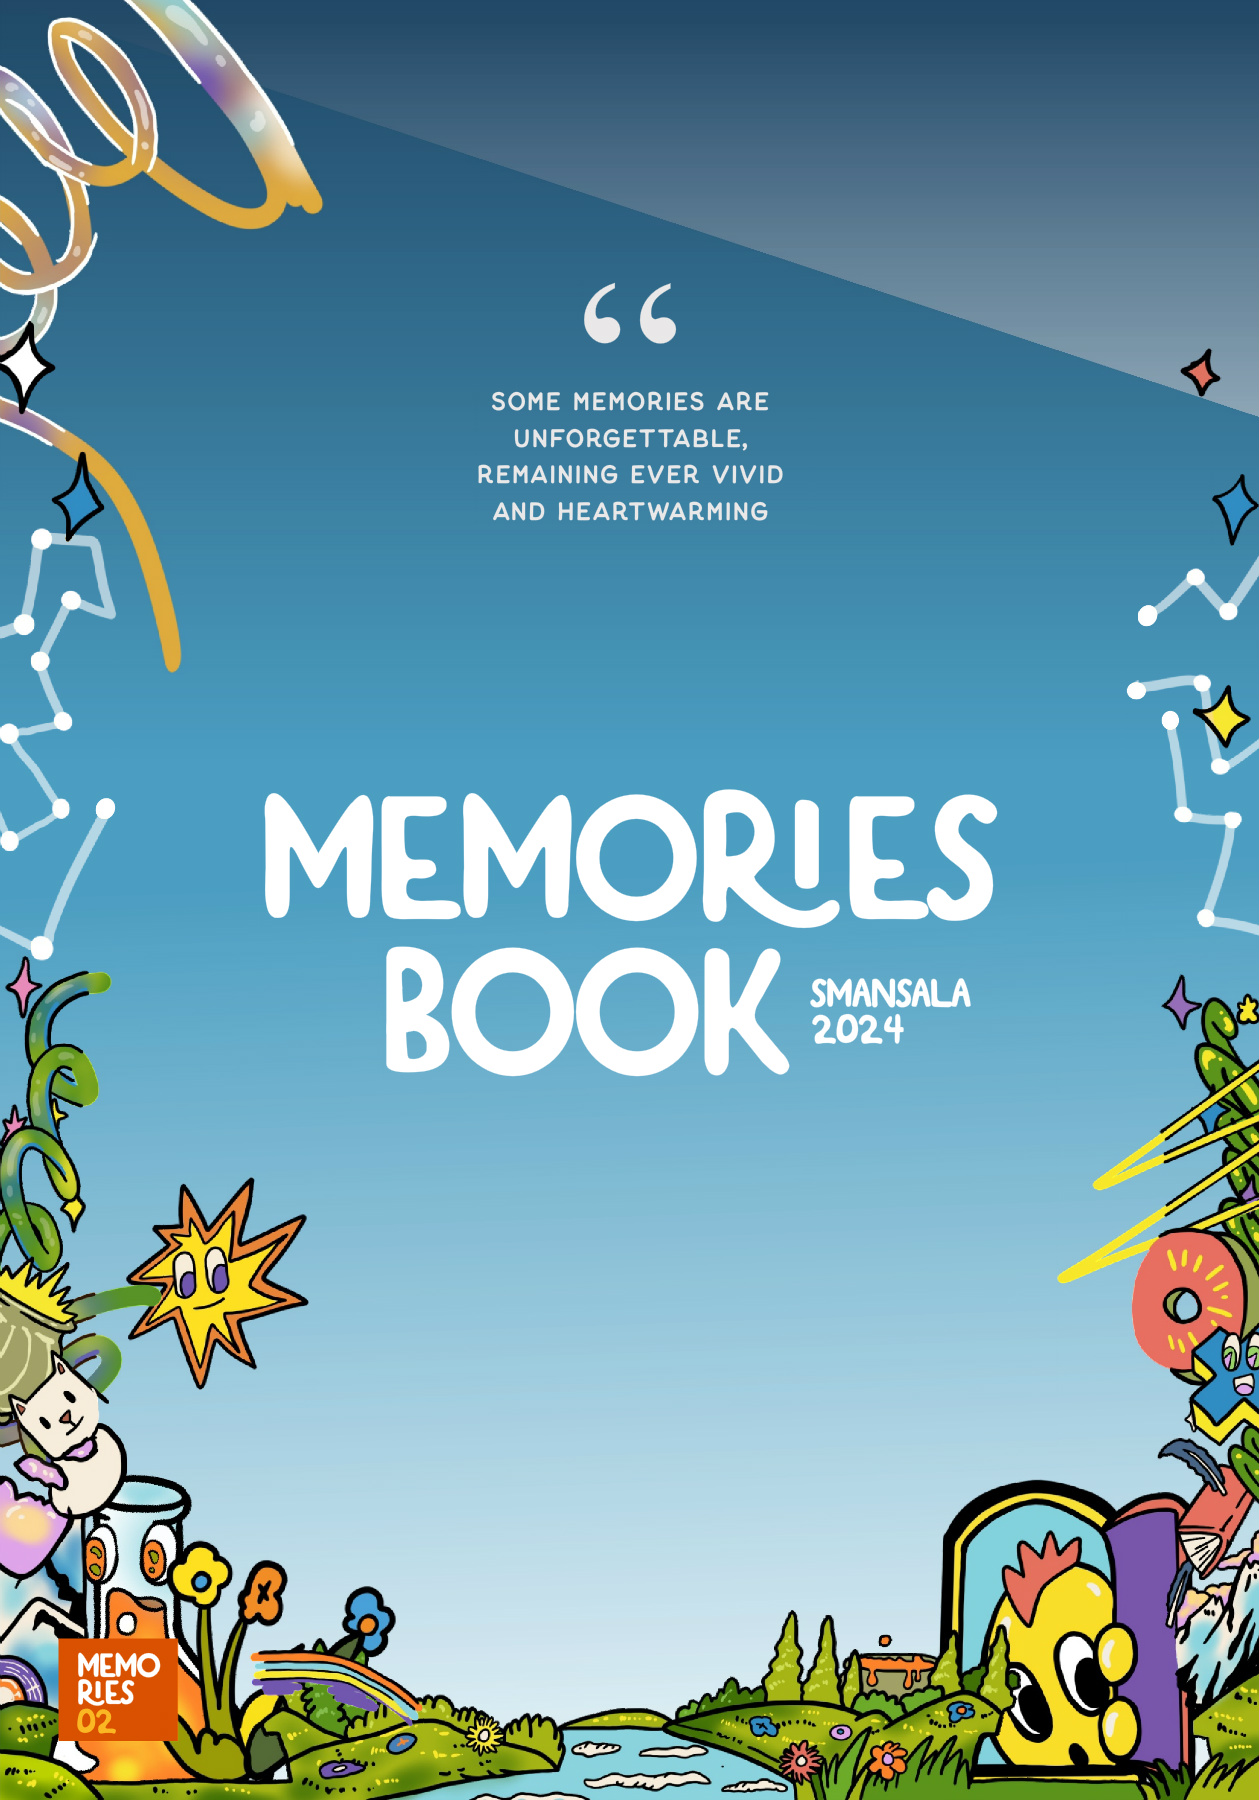 “
SOME MEMORIES ARE
UNFORGETTABLE,
REMAINING EVER VIVID
AND HEARTWARMING
MEMORIES
BOOK
SMANSALA
2024
MEMO
RIES
02